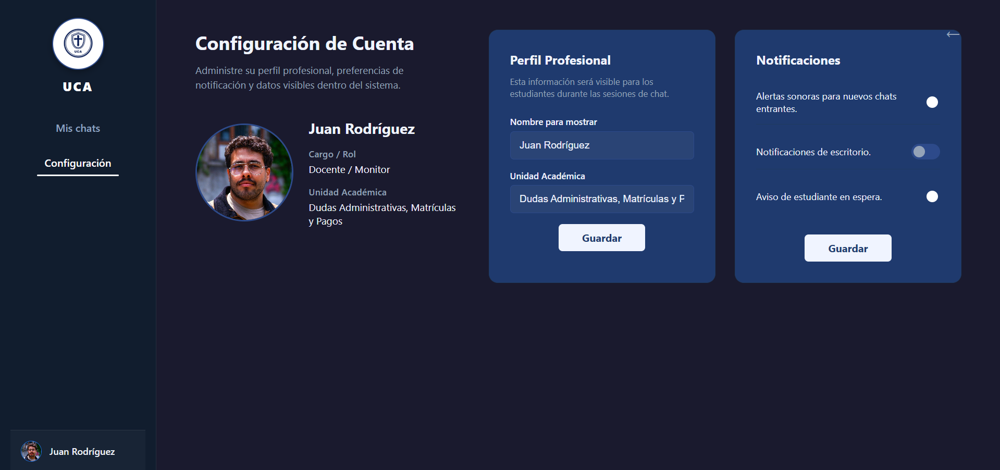 UCA
UCA
Mis chats
Configuración
Juan Rodríguez
Configuración de Cuenta
Administre su perfil profesional, preferencias de
notificación y datos visibles dentro del sistema.
Juan Rodríguez
Cargo / Rol
Docente / Monitor
Unidad Académica
Dudas Administrativas, Matrículas
y Pagos
Perfil Profesional
Esta información será visible para los
estudiantes durante las sesiones de chat.
Nombre para mostrar
Juan Rodríguez
Unidad Académica
Dudas Administrativas, Matrículas y P
Guardar
Notificaciones
Alertas sonoras para nuevos chats
entrantes.
Notificaciones de escritorio.
Aviso de estudiante en espera.
Guardar